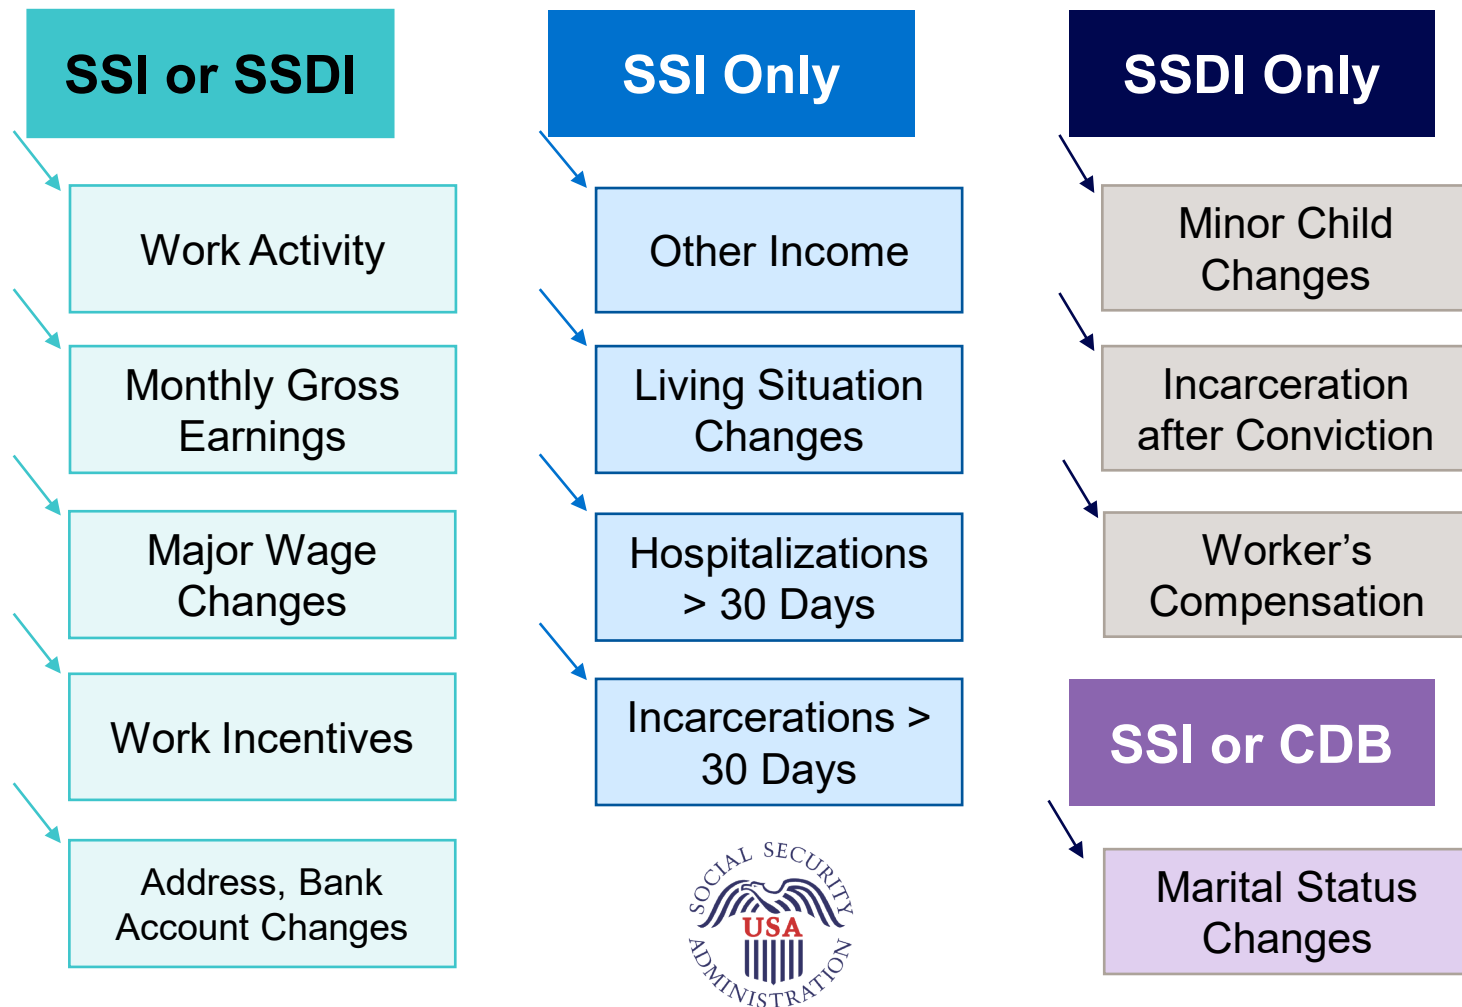 SSI or SSDI
Work Activity
Monthly Gross
Earnings
Major Wage
Changes
Work Incentives
Address, Bank
Account Changes
SSI Only
Other Income
Living Situation
Changes
Hospitalizations
> 30 Days
Incarcerations >
30 Days
SOCIAL SECURITY
USA
ADMINISTRATION
SSDI Only
Minor Child
Changes
Incarceration
after Conviction
Worker’s
Compensation
SSI or CDB
Marital Status
Changes